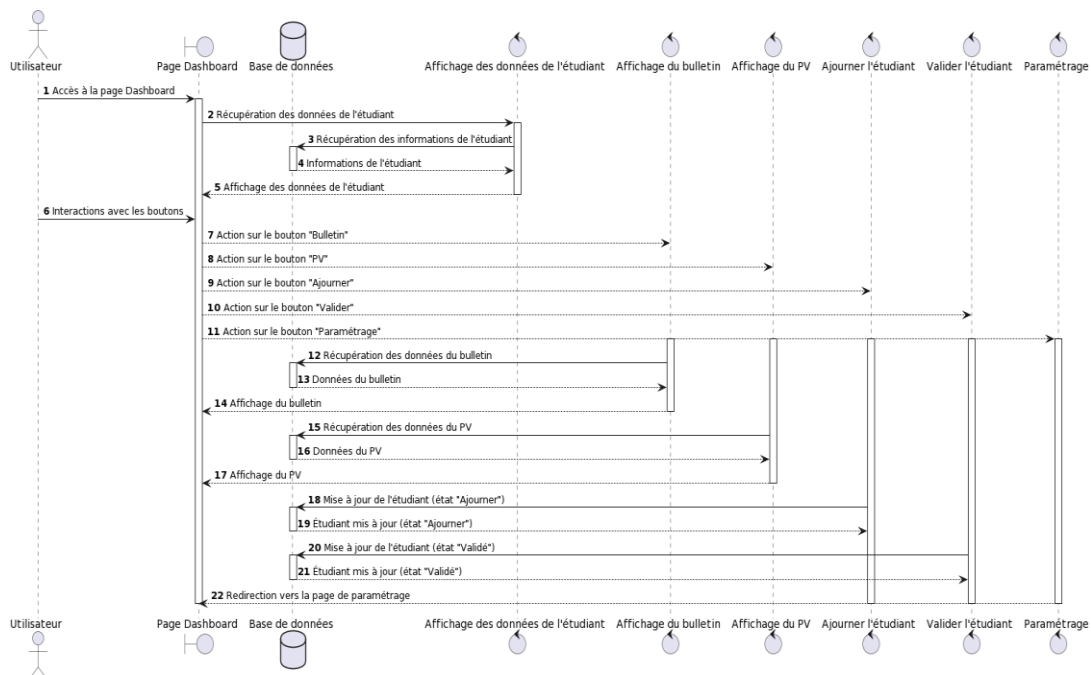 Utilisateur
Page Dashboard
Base de données
Affichage des données de l'étudiant
Affichage du bulletin
Affichage du PV
Ajourner l'étudiant
Valider l'étudiant
Paramétrage
1 Accès à la page Dashboard
2 Récupération des données de l'étudiant
3 Récupération des informations de l'étudiant
4 Informations de l'étudiant
5 Affichage des données de l'étudiant
6 Interactions avec les boutons
7 Action sur le bouton "Bulletin"
8 Action sur le bouton "PV"
9 Action sur le bouton "Ajourner"
10 Action sur le bouton "Valider"
11 Action sur le bouton "Paramétrage"
12 Récupération des données du bulletin
13 Données du bulletin
14 Affichage du bulletin
15 Récupération des données du PV
16 Données du PV
17 Affichage du PV
18 Mise à jour de l'étudiant (état "Ajourner")
19 Étudiant mis à jour (état "Ajourner")
20 Mise à jour de l'étudiant (état "Validé")
21 Étudiant mis à jour (état "Validé")
22 Redirection vers la page de paramétrage
Utilisateur
Page Dashboard
Base de données
Affichage des données de l'étudiant
Affichage du bulletin
Affichage du PV
Ajourner l'étudiant
Valider l'étudiant
Paramétrage